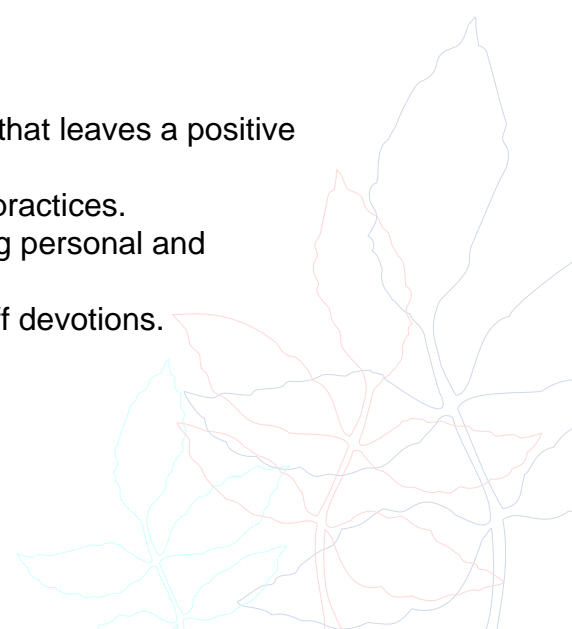 that leaves a positive
practices.
g personal and
f devotions.